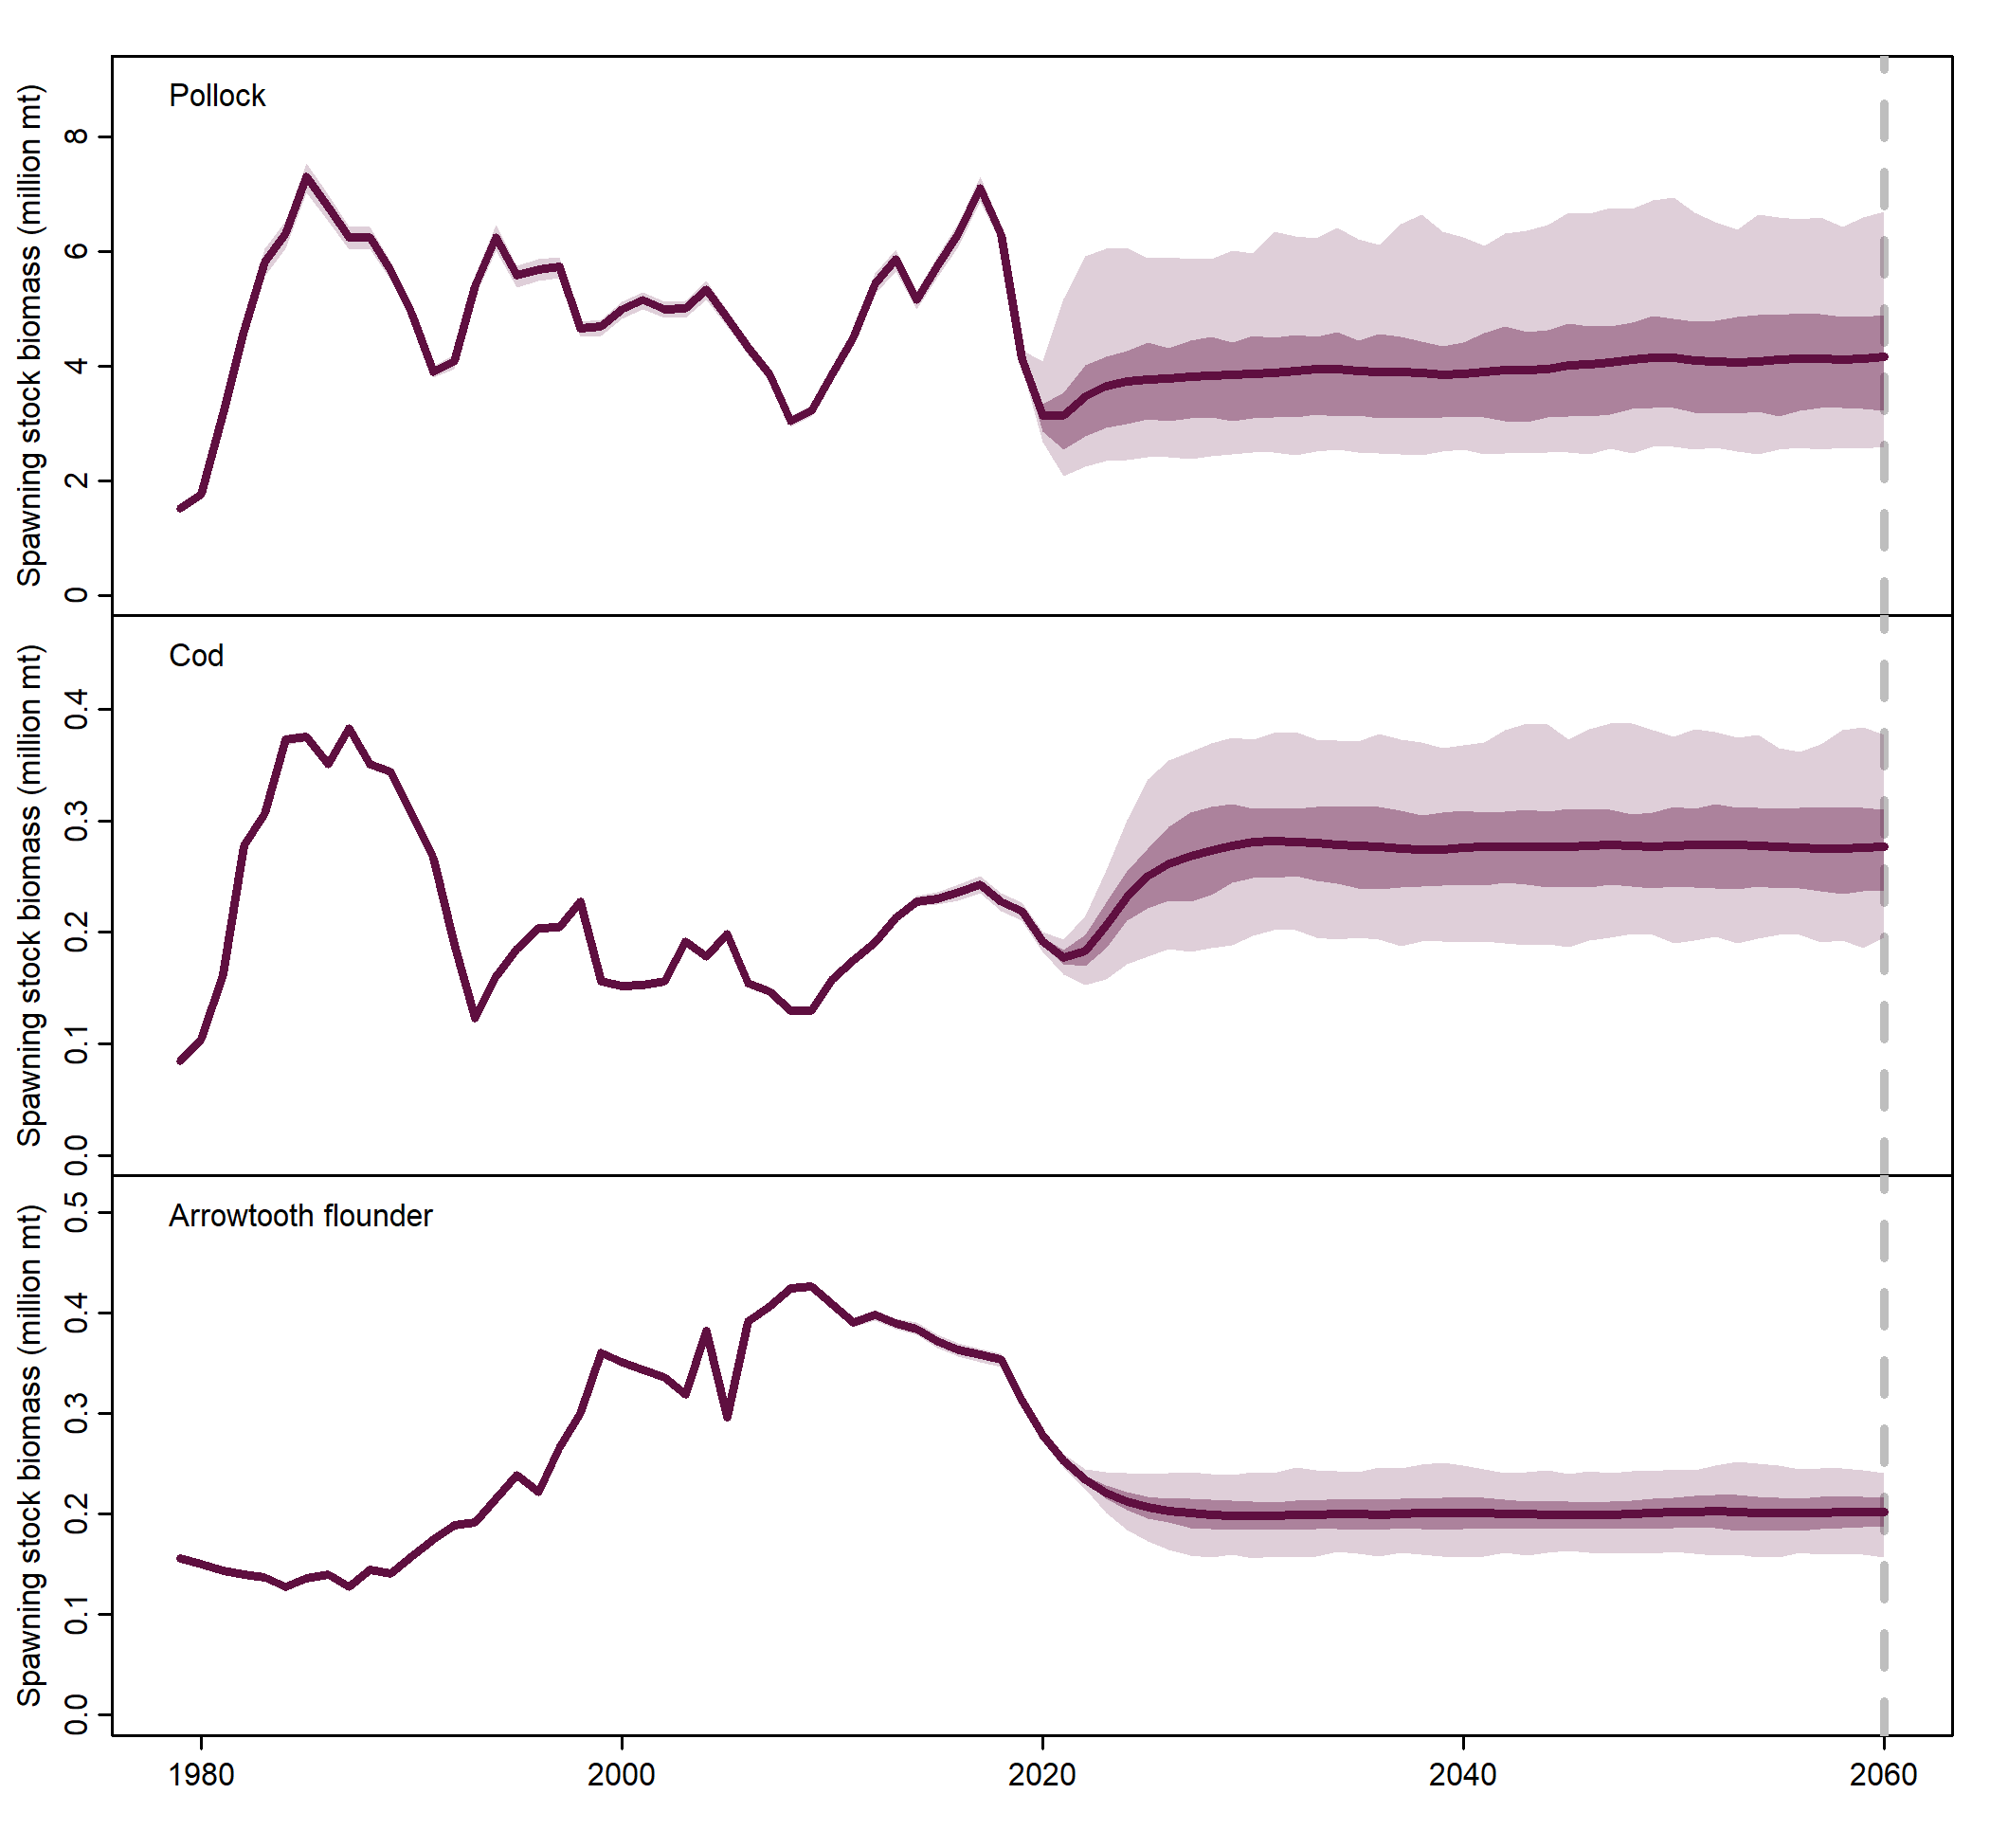 Pollock
Spawning stock biomass (million mt)
8
6
4
2
0
Cod
Spawning stock biomass (million mt)
0.4
0.3
0.2
0.1
0.0
Arrowtooth flounder
Spawning stock biomass (million mt)
0.5
0.4
0.3
0.2
0.1
0.0
1980 2000 2020 2040 2060